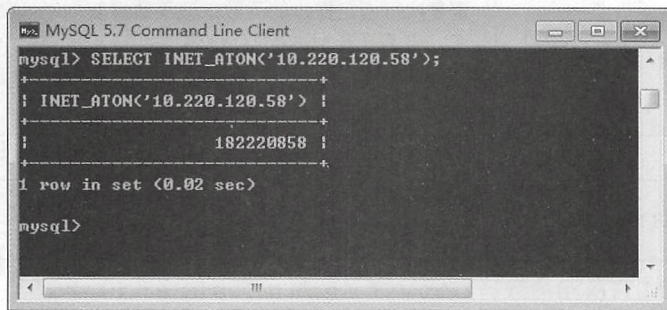 MySQL 5.7 Command Line Client
mysql> SELECT INET_ATON('10.220.120.58');
+-----------------------------+
| INET_ATON('10.220.120.58') |
+-----------------------------+
|                   182220858 |
+-----------------------------+
1 row in set (0.02 sec)
mysql>